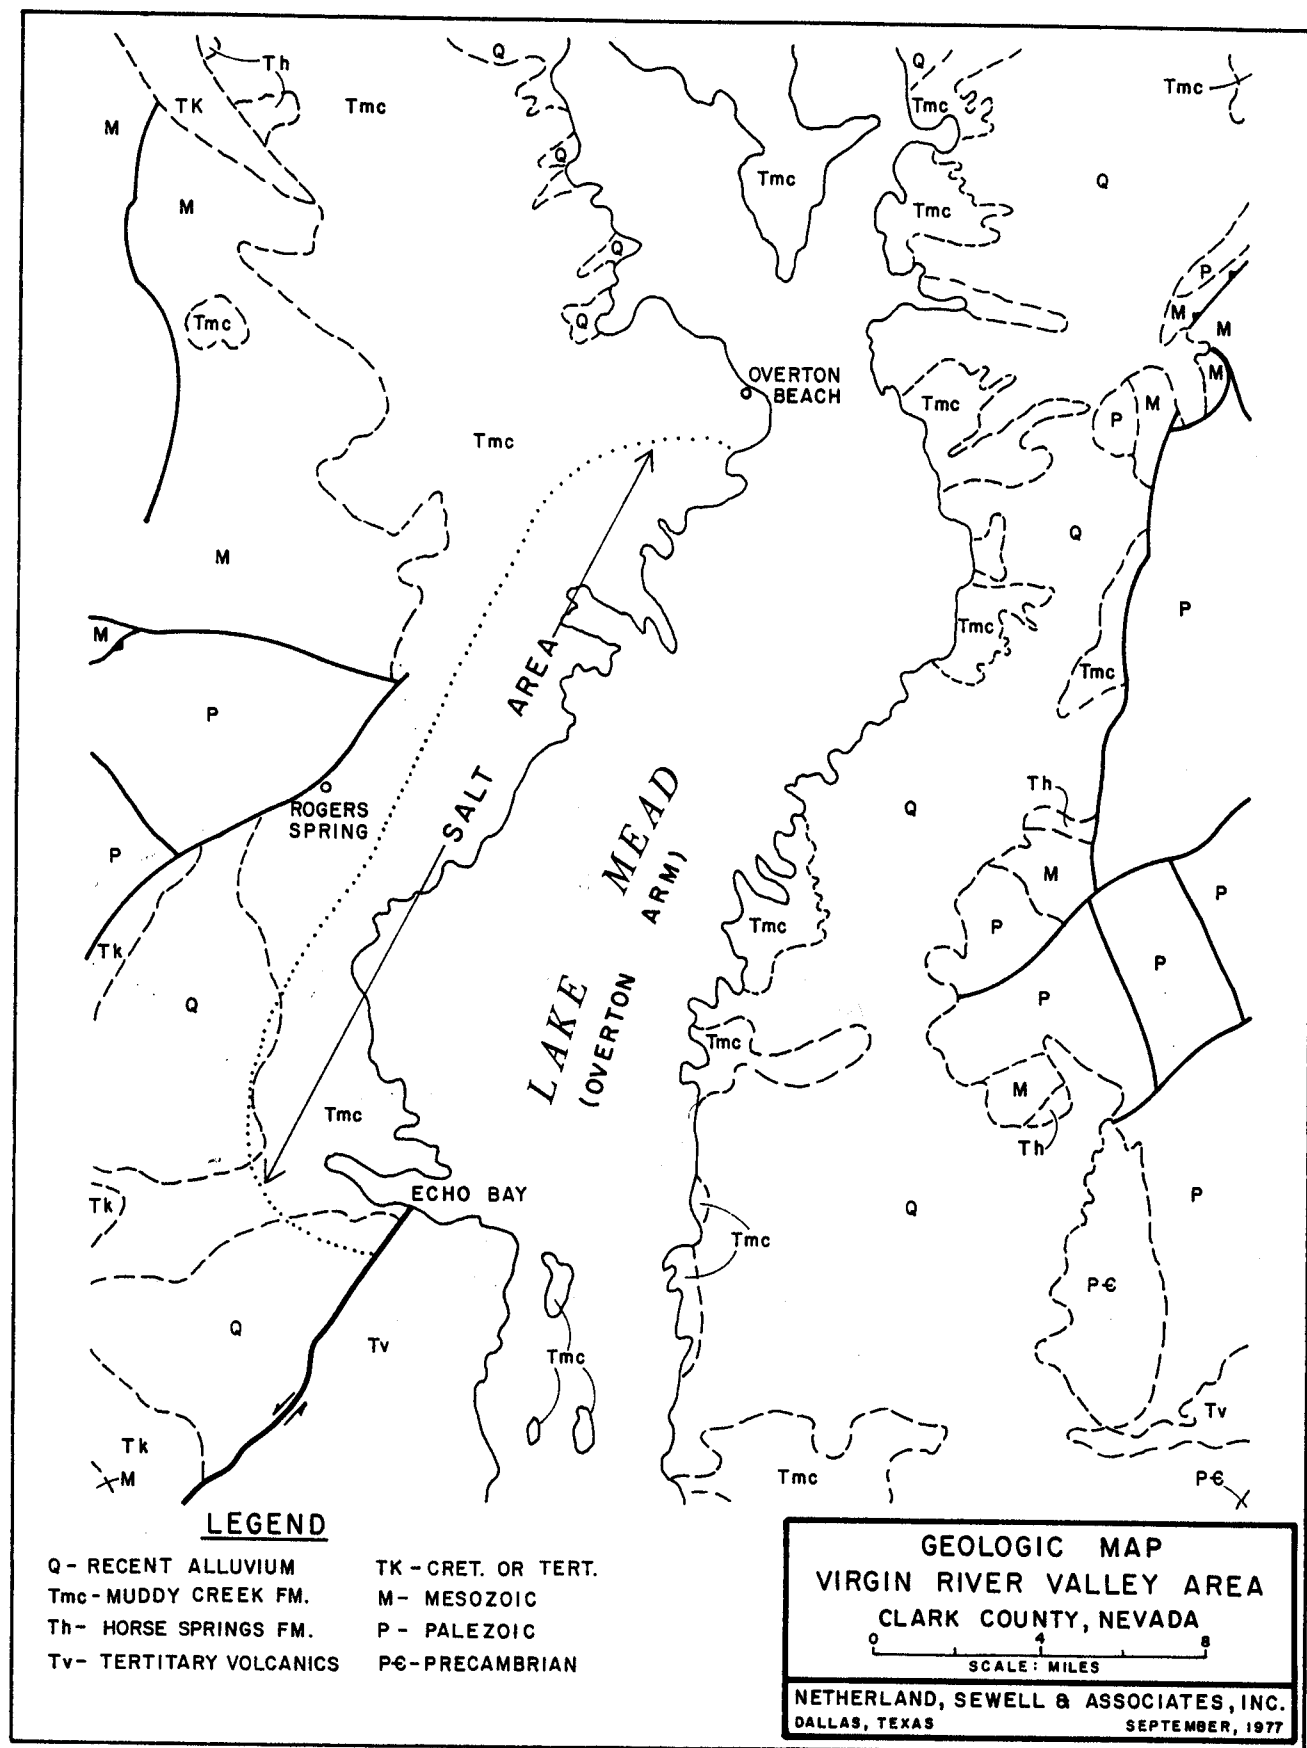 Q
Q
Th
Tmc
Tmc
TK
Tmc
M
Q
Tmc
Q
M
Tmc
Q
P
Tmc
Q
M
M
OVERTON
BEACH
M
Tmc
M
P
Tmc
Q
M
P
M
Tmc
Tmc
AREA
P
SALT
Th
ROGERS
SPRING
Q
LAKE MEAD
(OVERTON ARM)
P
M
P
Tmc
P
Tk
P
Q
P
Tmc
Tmc
M
Th
Tk
ECHO BAY
P
Q
Tmc
P€
Q
Tv
Tmc
Tv
Tk
M
Tmc
P€
LEGEND
Q - RECENT ALLUVIUM
Tmc - MUDDY CREEK FM.
Th - HORSE SPRINGS FM.
Tv - TERTITARY VOLCANICS
TK - CRET. OR TERT.
M - MESOZOIC
P - PALEZOIC
P€ - PRECAMBRIAN
GEOLOGIC MAP
VIRGIN RIVER VALLEY AREA
CLARK COUNTY, NEVADA
0 4 8
SCALE: MILES
NETHERLAND, SEWELL & ASSOCIATES, INC.
DALLAS, TEXAS SEPTEMBER, 1977